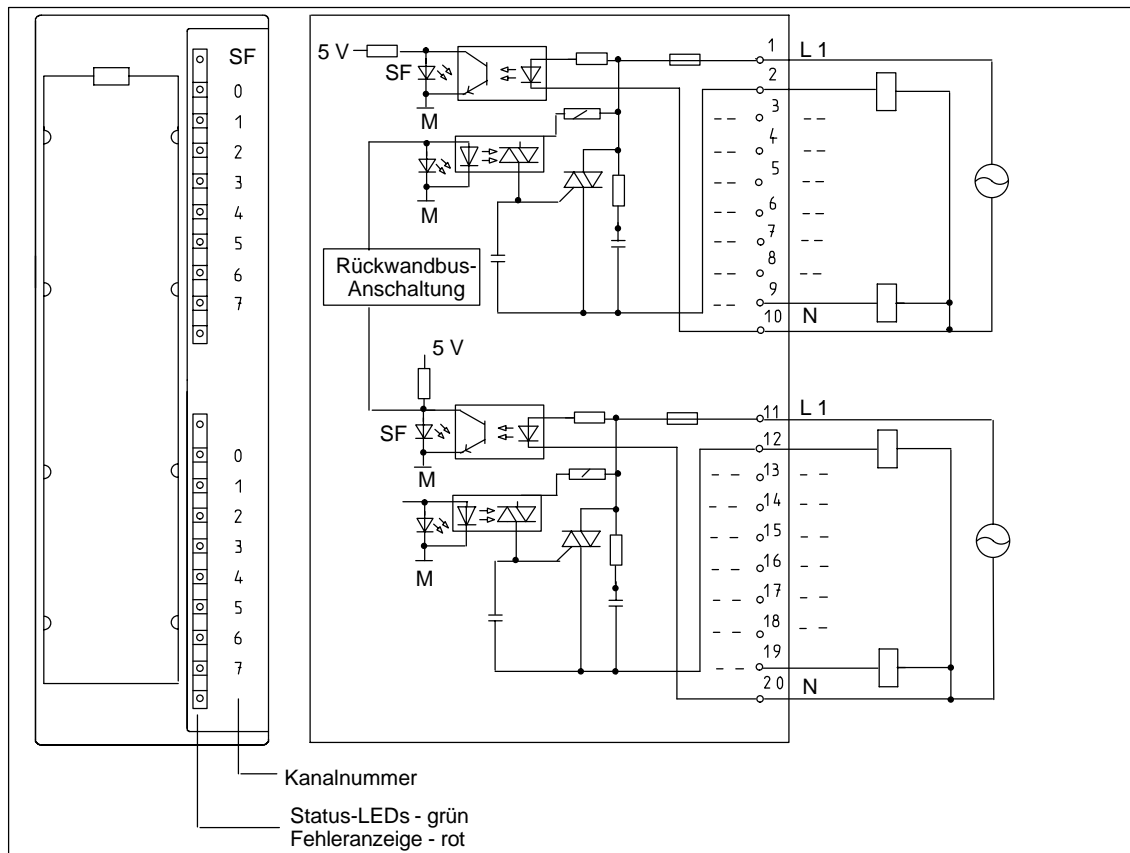 SF
0
1
2
3
4
5
6
7
0
1
2
3
4
5
6
7
5 V
SF
M
M
Rückwandbus-
Anschaltung
5 V
SF
M
M
1 L 1
2
3
4
5
6
7
8
9
10 N
11 L 1
12
13
14
15
16
17
18
19
20 N
Kanalnummer
Status-LEDs - grün
Fehleranzeige - rot